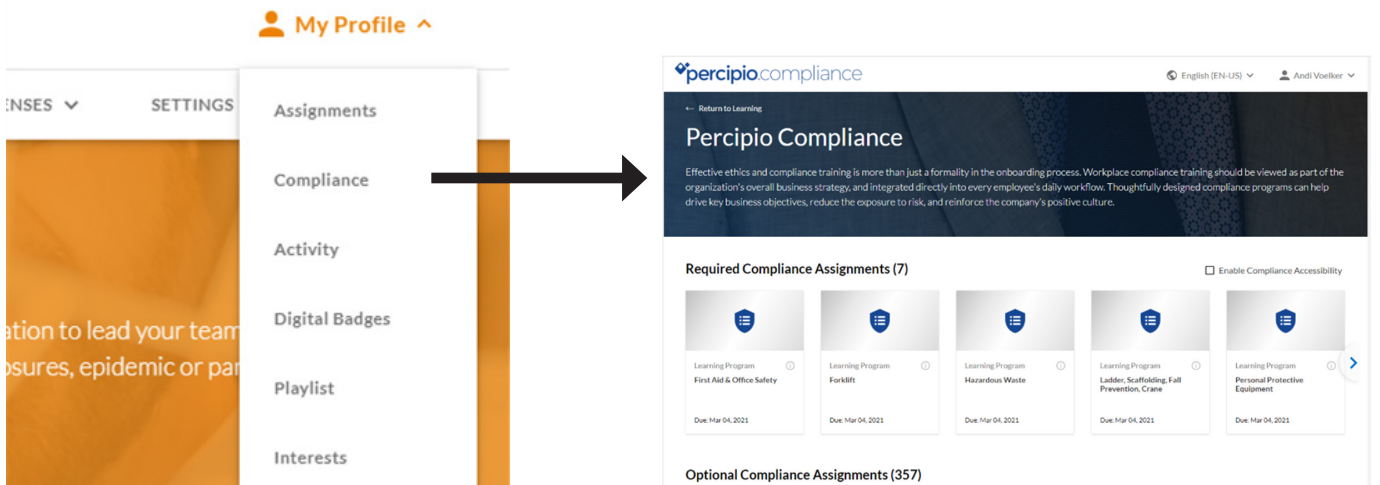 My Profile
ENSES
SETTINGS
Assignments
Compliance
Activity
Digital Badges
Playlist
Interests
ation to lead your team
osures, epidemic or par
percipio.compliance
English (EN-US)
Andi Voelker
← Return to Learning
Percipio Compliance
Effective ethics and compliance training is more than just a formality in the onboarding process. Workplace compliance training should be viewed as part of the
organization's overall business strategy, and integrated directly into every employee's daily workflow. Thoughtfully designed compliance programs can help
drive key business objectives, reduce the exposure to risk, and reinforce the company's positive culture.
Required Compliance Assignments (7)
Enable Compliance Accessibility
Learning Program
First Aid & Office Safety
Due: Mar 04, 2021
Learning Program
Forklift
Due: Mar 04, 2021
Learning Program
Hazardous Waste
Due: Mar 04, 2021
Learning Program
Ladder, Scaffolding, Fall
Prevention, Crane
Due: Mar 04, 2021
Learning Program
Personal Protective
Equipment
Due: Mar 04, 2021
Optional Compliance Assignments (357)